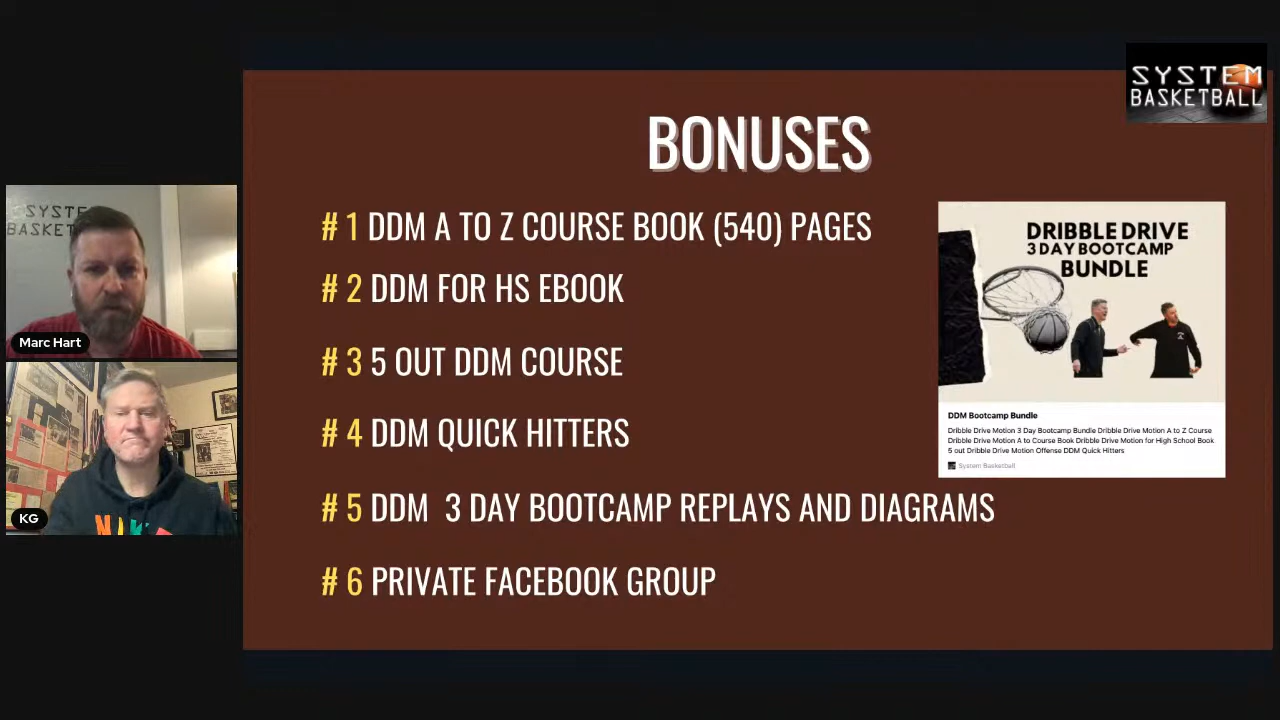 SYSTEM
BASKETBALL
BONUSES
# 1 DDM A TO Z COURSE BOOK (540) PAGES
# 2 DDM FOR HS EBOOK
# 3 5 OUT DDM COURSE
# 4 DDM QUICK HITTERS
# 5 DDM 3 DAY BOOTCAMP REPLAYS AND DIAGRAMS
# 6 PRIVATE FACEBOOK GROUP
DRIBBLE DRIVE
3 DAY BOOTCAMP
BUNDLE
DDM Bootcamp Bundle
Dribble Drive Motion 3 Day Bootcamp Bundle Dribble Drive Motion A to Z Course
Dribble Drive Motion A to Course Book Dribble Drive Motion for High School Book
5 out Dribble Drive Motion Offense DDM Quick Hitters
System Basketball
SYSTE
BASKET
Marc Hart
KG